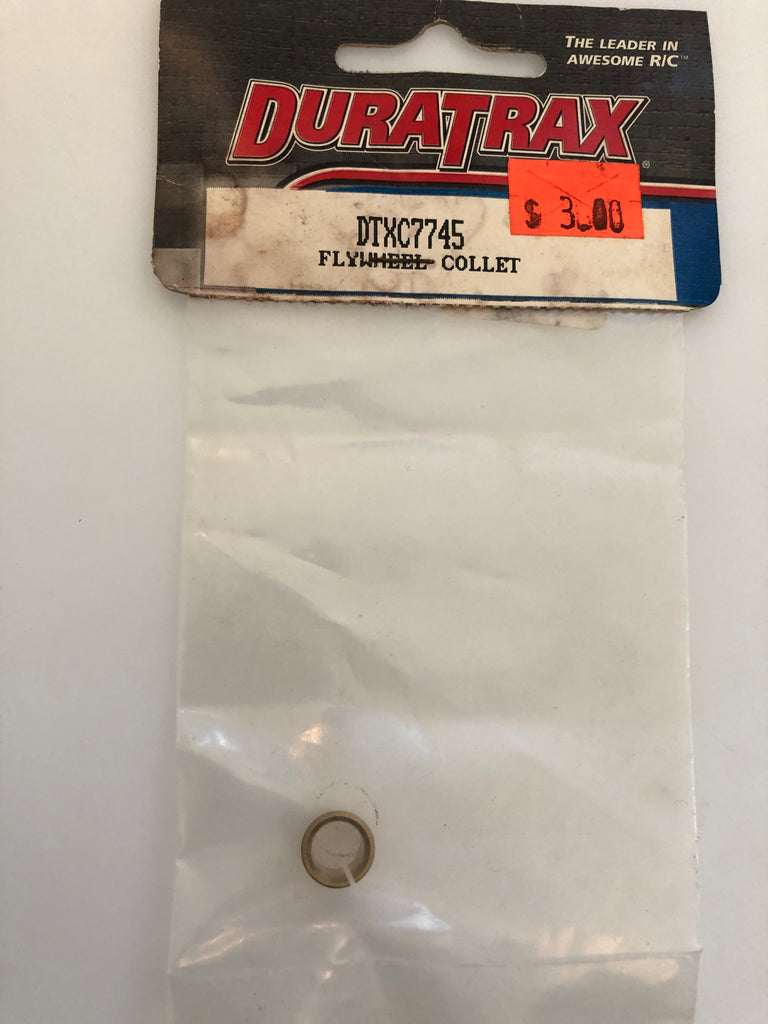 THE LEADER IN
AWESOME R/C™
DURATRAX®
$ 3.00
DTXC7745
FLYWHEEL COLLET